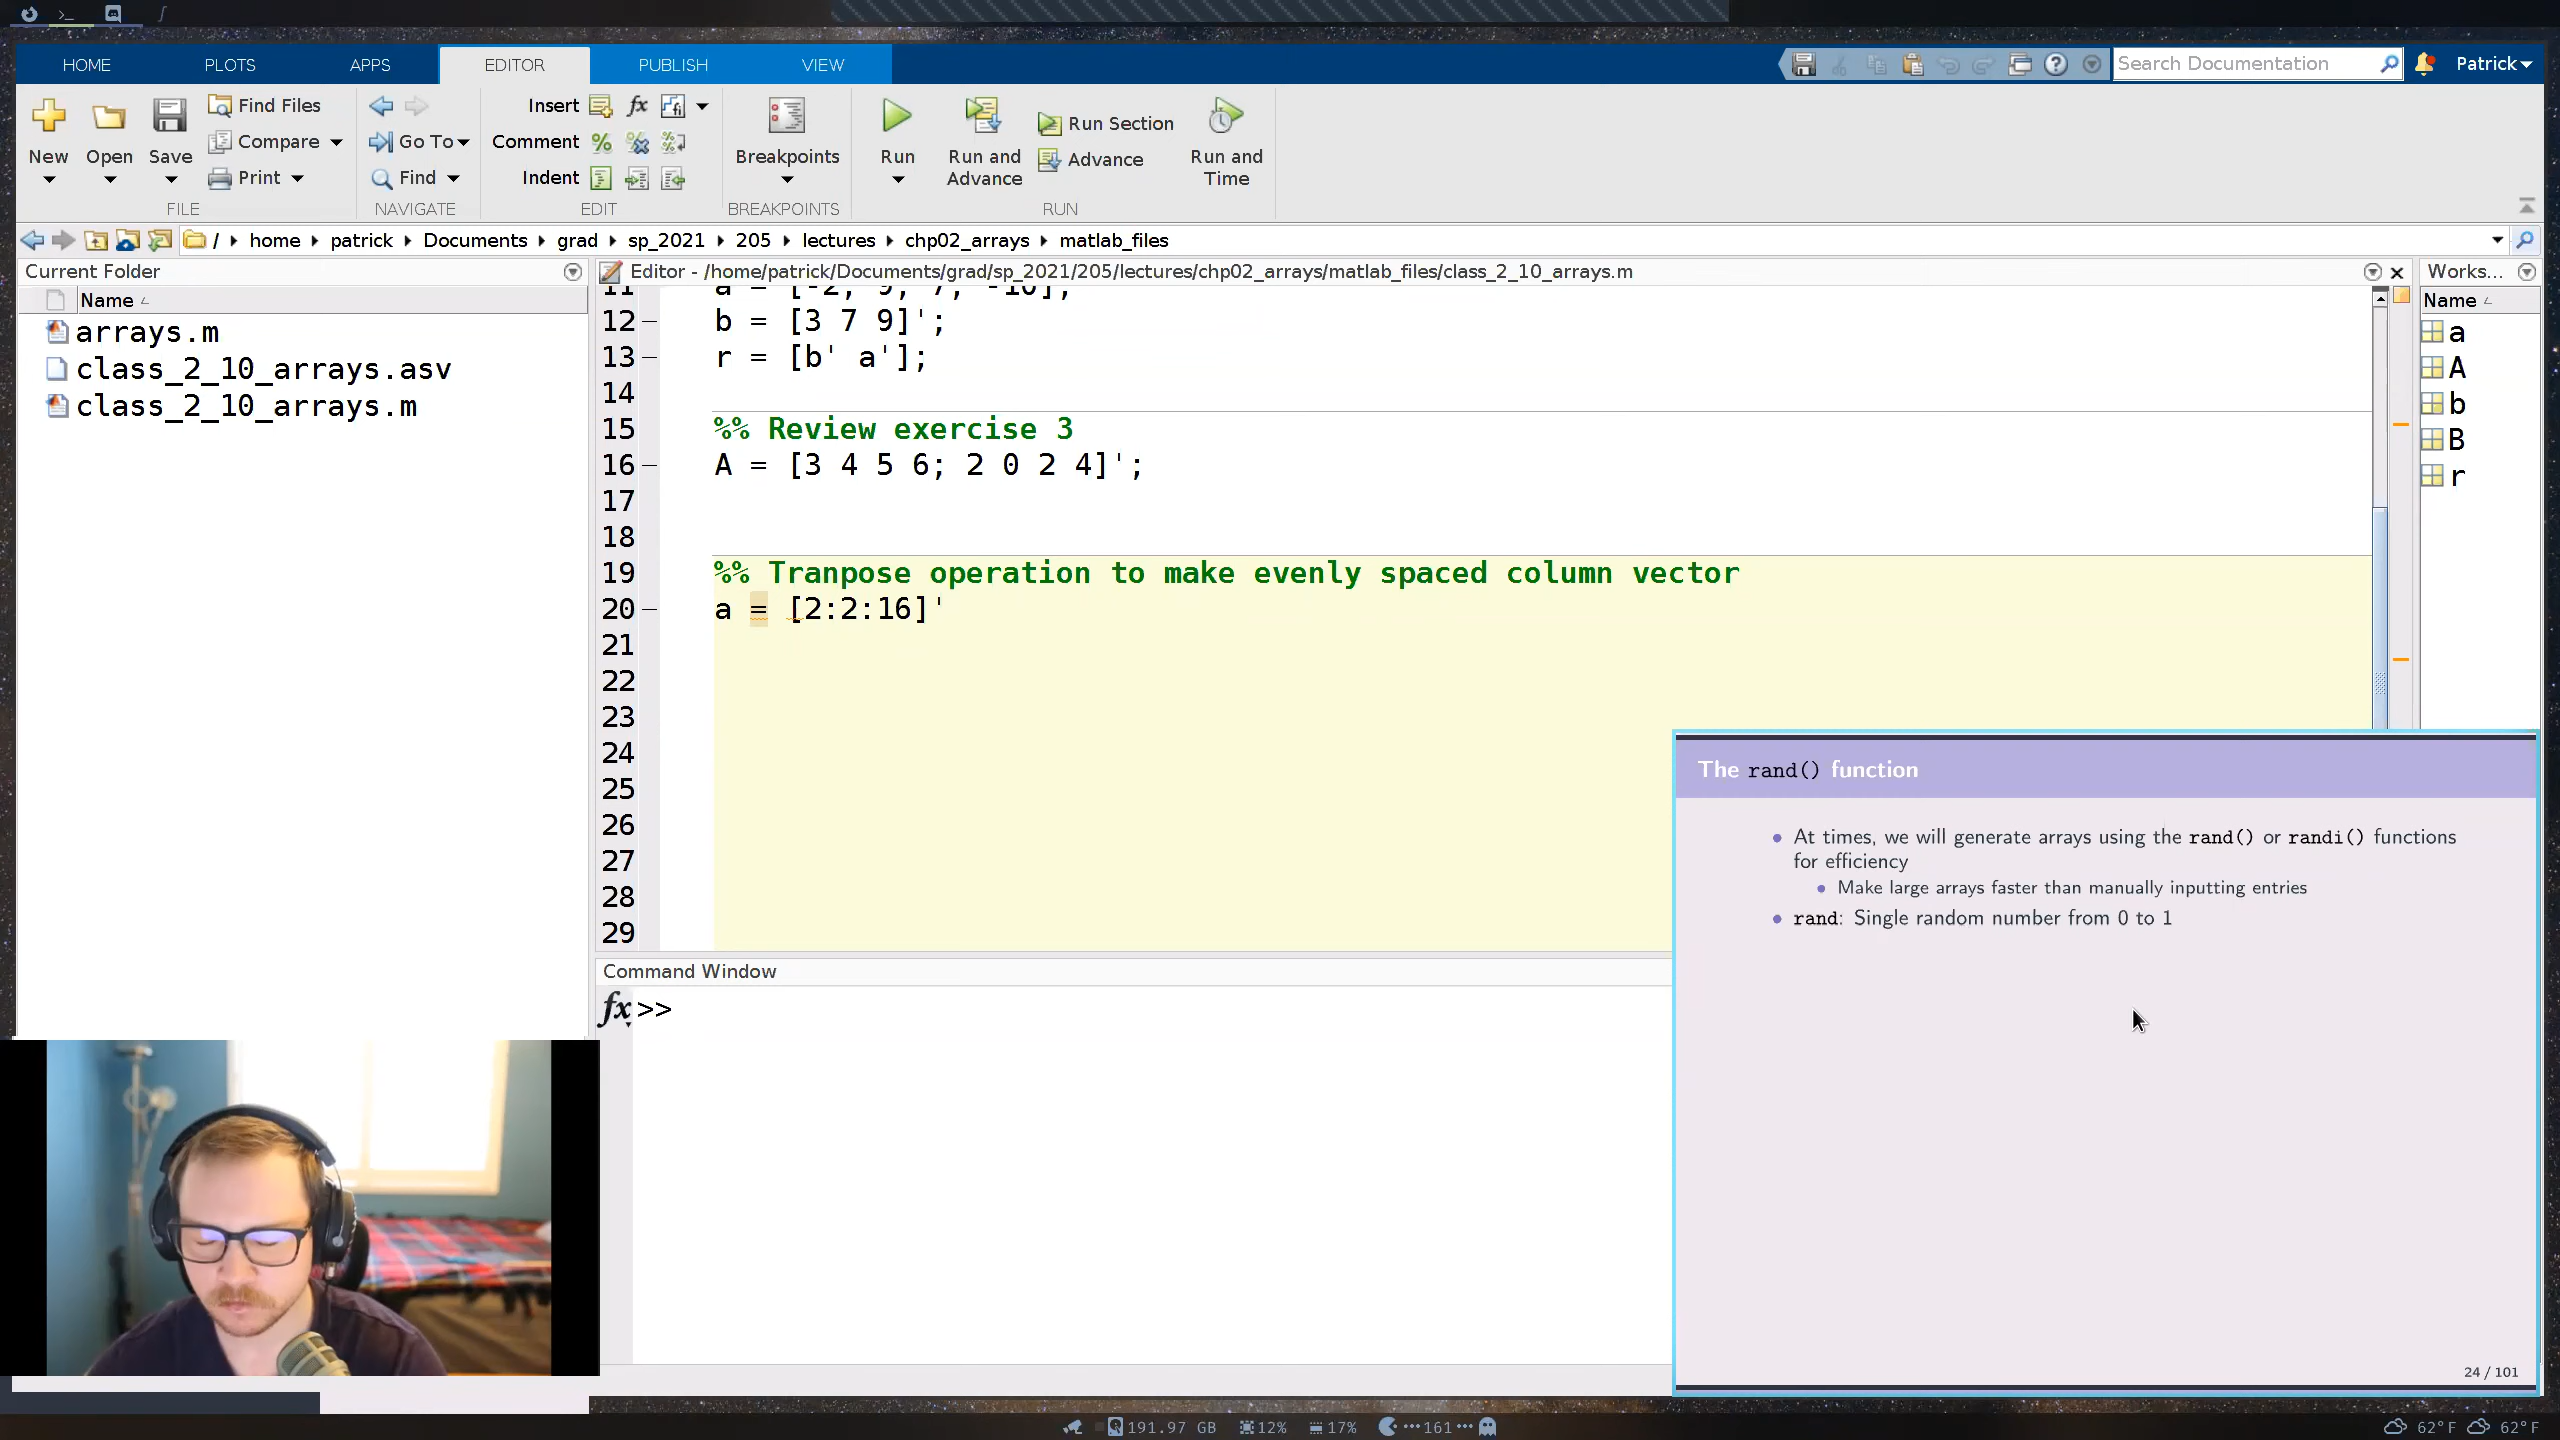 HOME PLOTS APPS EDITOR PUBLISH VIEW
Search Documentation
Patrick
New
Open
Save
Find Files
Compare
Print
FILE
Go To
Find
NAVIGATE
Insert fx
Comment
Indent
EDIT
Breakpoints
BREAKPOINTS
Run
Run and Advance
Run Section
Advance
Run and Time
RUN
/ home patrick Documents grad sp_2021 205 lectures chp02_arrays matlab_files
Current Folder
Name
arrays.m
class_2_10_arrays.asv
class_2_10_arrays.m
Editor - /home/patrick/Documents/grad/sp_2021/205/lectures/chp02_arrays/matlab_files/class_2_10_arrays.m
11 a = [-2; 9; 7; -10];
12 b = [3 7 9]';
13 r = [b' a'];
14
15 %% Review exercise 3
16 A = [3 4 5 6; 2 0 2 4]';
17
18
19 %% Tranpose operation to make evenly spaced column vector
20 a = [2:2:16]'
21
22
23
24
25
26
27
28
29
Works...
Name
a
A
b
B
r
Command Window
fx >>
The rand() function
At times, we will generate arrays using the rand() or randi() functions
for efficiency
Make large arrays faster than manually inputting entries
rand: Single random number from 0 to 1
24 / 101
191.97 GB 12% 17% 161 62°F 62°F